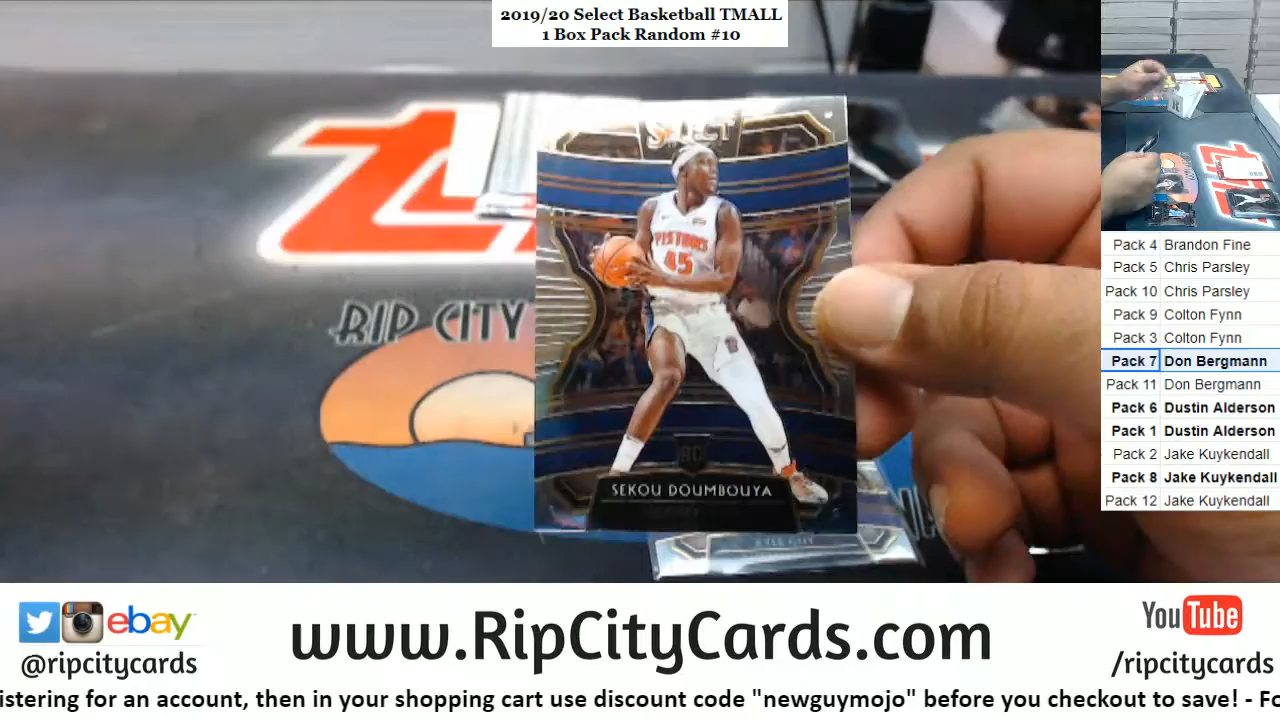 2019/20 Select Basketball TMALL
1 Box Pack Random #10
SELECT
PISTONS
45
RC
SEKOU DOUMBOUYA
RIP CITY
KYLE GUY
Pack 4 Brandon Fine
Pack 5 Chris Parsley
Pack 10 Chris Parsley
Pack 9 Colton Fynn
Pack 3 Colton Fynn
Pack 7 Don Bergmann
Pack 11 Don Bergmann
Pack 6 Dustin Alderson
Pack 1 Dustin Alderson
Pack 2 Jake Kuykendall
Pack 8 Jake Kuykendall
Pack 12 Jake Kuykendall
ebay
@ripcitycards
www.RipCityCards.com
YouTube
/ripcitycards
istering for an account, then in your shopping cart use discount code "newguymojo" before you checkout to save! - Fo